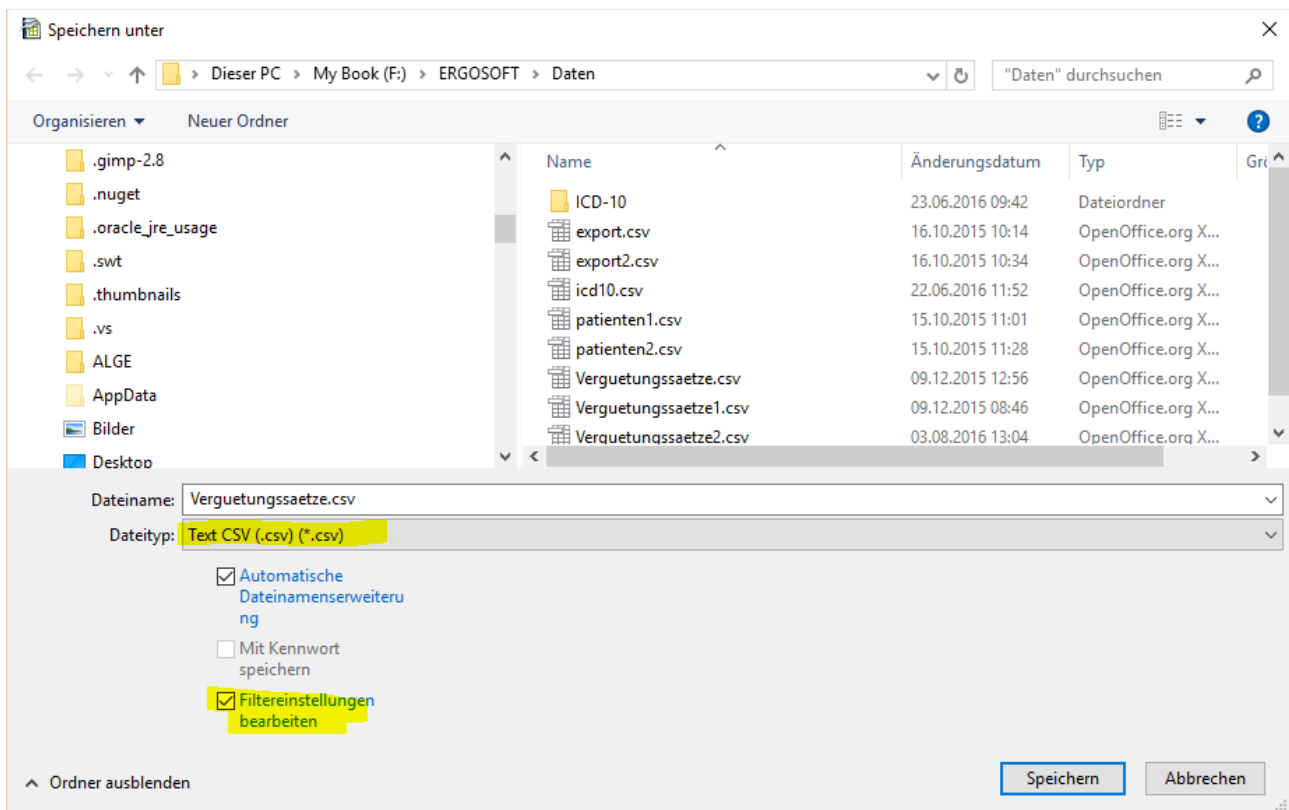 Speichern unter
Dieser PC > My Book (F:) > ERGOSOFT > Daten
"Daten" durchsuchen
Organisieren
Neuer Ordner
.gimp-2.8
.nuget
.oracle_jre_usage
.swt
.thumbnails
.vs
ALGE
AppData
Bilder
Desktop
Name Änderungsdatum Typ Grö
ICD-10 23.06.2016 09:42 Dateiordner
export.csv 16.10.2015 10:14 OpenOffice.org X...
export2.csv 16.10.2015 10:34 OpenOffice.org X...
icd10.csv 22.06.2016 11:52 OpenOffice.org X...
patienten1.csv 15.10.2015 11:01 OpenOffice.org X...
patienten2.csv 15.10.2015 11:28 OpenOffice.org X...
Verguetungssaetze.csv 09.12.2015 12:56 OpenOffice.org X...
Verguetungssaetze1.csv 09.12.2015 08:46 OpenOffice.org X...
Verguetungssaetze2.csv 03.08.2016 13:04 OpenOffice.org X...
Dateiname: Verguetungssaetze.csv
Dateityp: Text CSV (.csv) (*.csv)
Automatische
Dateinamenserweiteru
ng
Mit Kennwort
speichern
Filtereinstellungen
bearbeiten
Ordner ausblenden
Speichern
Abbrechen